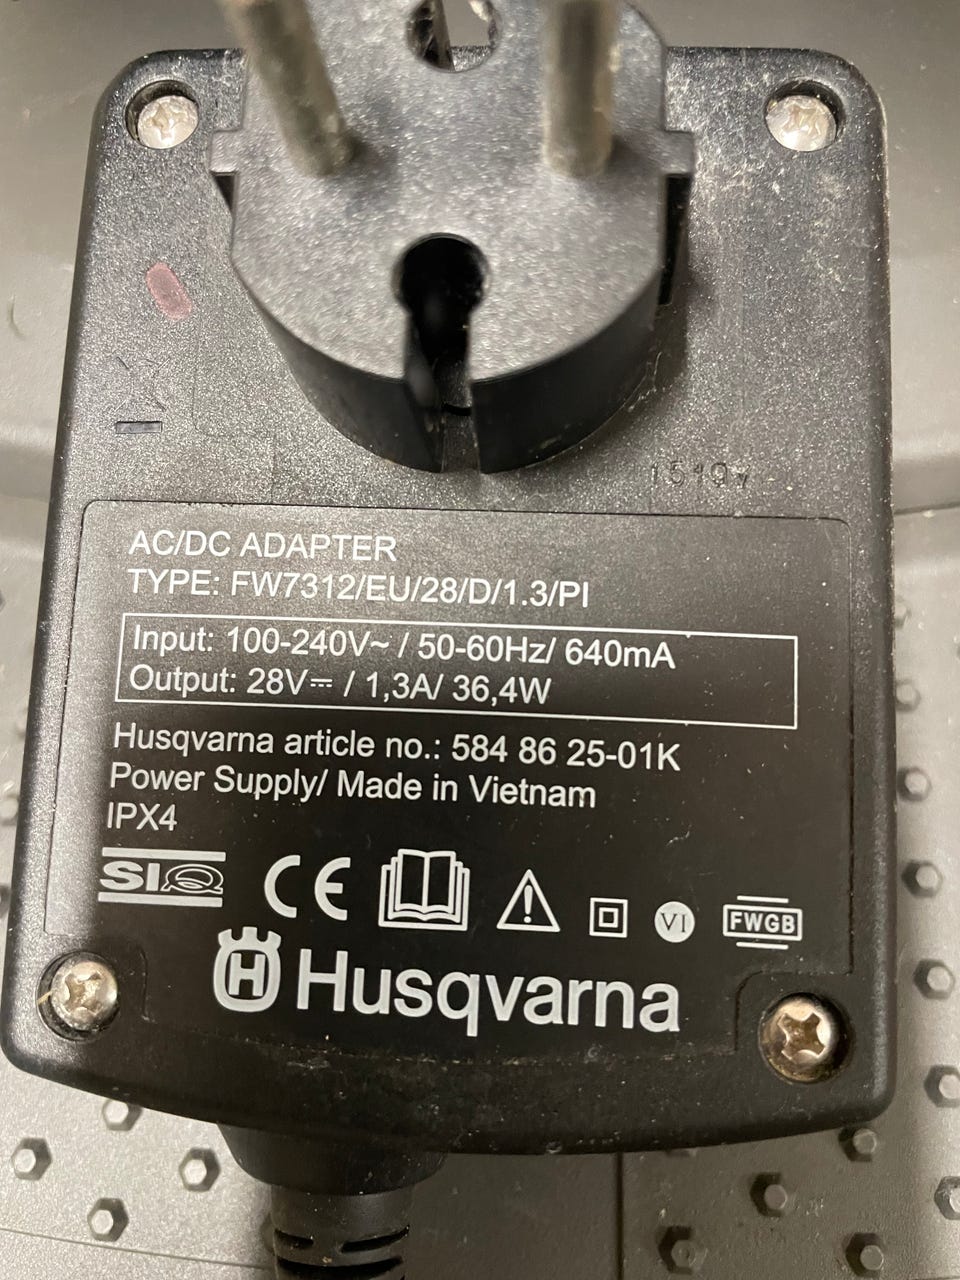 1519v
AC/DC ADAPTER
TYPE: FW7312/EU/28/D/1.3/PI
Input: 100-240V~ / 50-60Hz/ 640mA
Output: 28V⎓ / 1,3A/ 36,4W
Husqvarna article no.: 584 86 25-01K
Power Supply/ Made in Vietnam
IPX4
SIQ CE VI FWGB
H Husqvarna